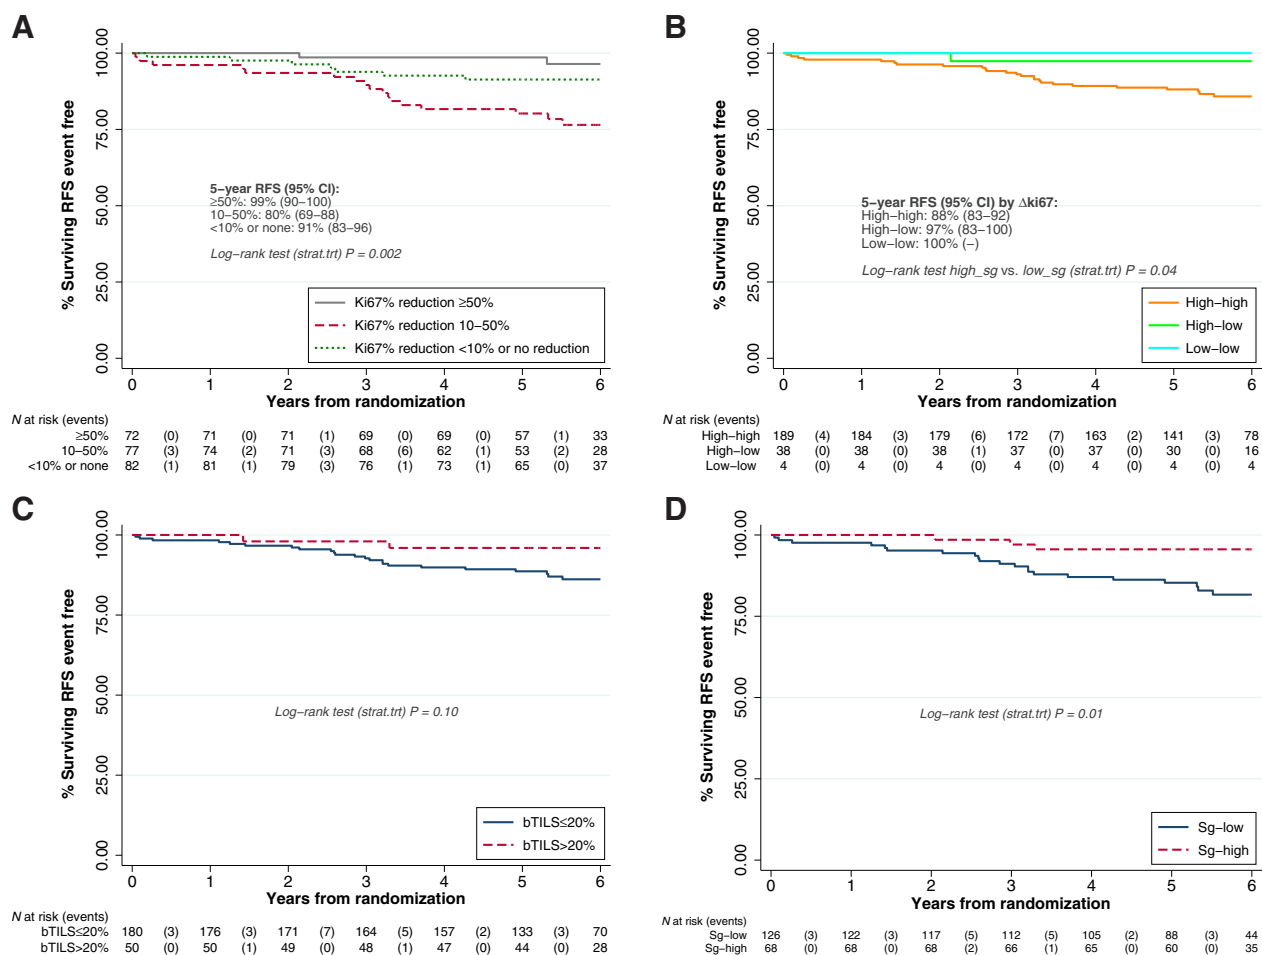 A
% Surviving RFS event free
100.00
75.00
50.00
25.00
0.00
5−year RFS (95% CI):
≥50%: 99% (90−100)
10−50%: 80% (69−88)
<10% or none: 91% (83−96)
Log−rank test (strat.trt) P = 0.002
Ki67% reduction ≥50%
Ki67% reduction 10−50%
Ki67% reduction <10% or no reduction
0 1 2 3 4 5 6
Years from randomization
N at risk (events)
≥50% 72 (0) 71 (0) 71 (1) 69 (0) 69 (0) 57 (1) 33
10−50% 77 (3) 74 (2) 71 (3) 68 (6) 62 (1) 53 (2) 28
<10% or none 82 (1) 81 (1) 79 (3) 76 (1) 73 (1) 65 (0) 37
B
% Surviving RFS event free
100.00
75.00
50.00
25.00
0.00
5−year RFS (95% CI) by Δki67:
High−high: 88% (83−92)
High−low: 97% (83−100)
Low−low: 100% (−)
Log−rank test high_sg vs. low_sg (strat.trt) P = 0.04
High−high
High−low
Low−low
0 1 2 3 4 5 6
Years from randomization
N at risk (events)
High−high 189 (4) 184 (3) 179 (6) 172 (7) 163 (2) 141 (3) 78
High−low 38 (0) 38 (0) 38 (1) 37 (0) 37 (0) 30 (0) 16
Low−low 4 (0) 4 (0) 4 (0) 4 (0) 4 (0) 4 (0) 4
C
% Surviving RFS event free
100.00
75.00
50.00
25.00
0.00
Log−rank test (strat.trt) P = 0.10
bTILS≤20%
bTILS>20%
0 1 2 3 4 5 6
Years from randomization
N at risk (events)
bTILS≤20% 180 (3) 176 (3) 171 (7) 164 (5) 157 (2) 133 (3) 70
bTILS>20% 50 (0) 50 (1) 49 (0) 48 (1) 47 (0) 44 (0) 28
D
% Surviving RFS event free
100.00
75.00
50.00
25.00
0.00
Log−rank test (strat.trt) P = 0.01
Sg−low
Sg−high
0 1 2 3 4 5 6
Years from randomization
N at risk (events)
Sg−low 126 (3) 122 (3) 117 (5) 112 (5) 105 (2) 88 (3) 44
Sg−high 68 (0) 68 (0) 68 (2) 66 (1) 65 (0) 60 (0) 35